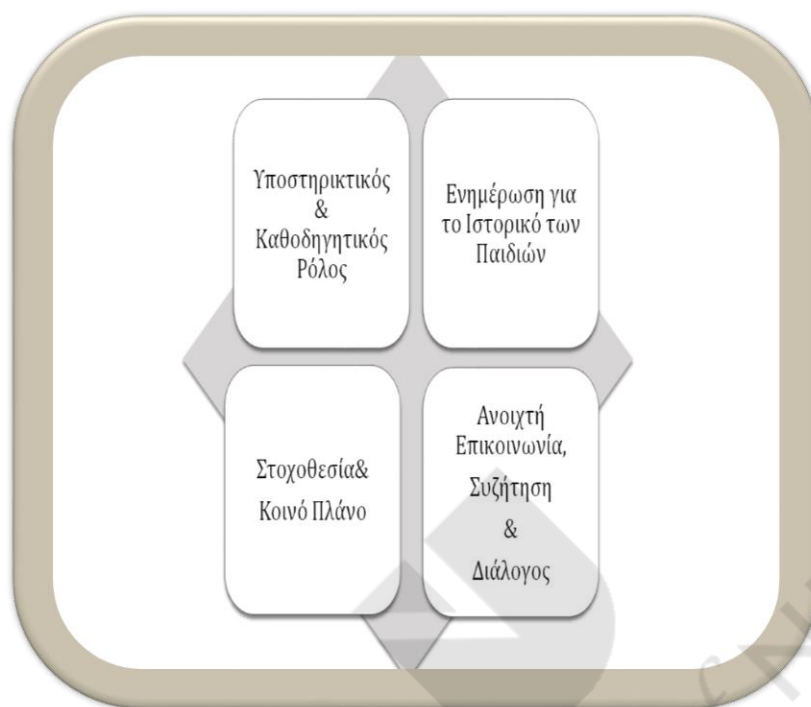 Υποστηρικτικός
&
Καθοδηγητικός
Ρόλος
Ενημέρωση για
το Ιστορικό των
Παιδιών
Στοχοθεσία&
Κοινό Πλάνο
Ανοιχτή
Επικοινωνία,
Συζήτηση
&
Διάλογος